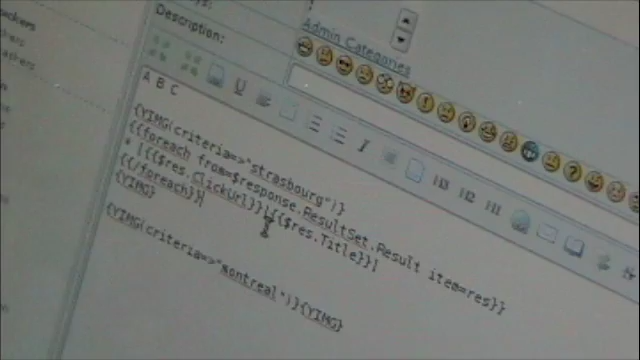 Description:
Admin Categories
A B C
{YIMG(criteria=>"strasbourg")}
{{foreach from=$response.ResultSet.Result item=res}}
* |{{$res.ClickUrl}}|{{$res.Title}}|
{{/foreach}}
{YIMG}
{YIMG(criteria=>"montreal")}{YIMG}